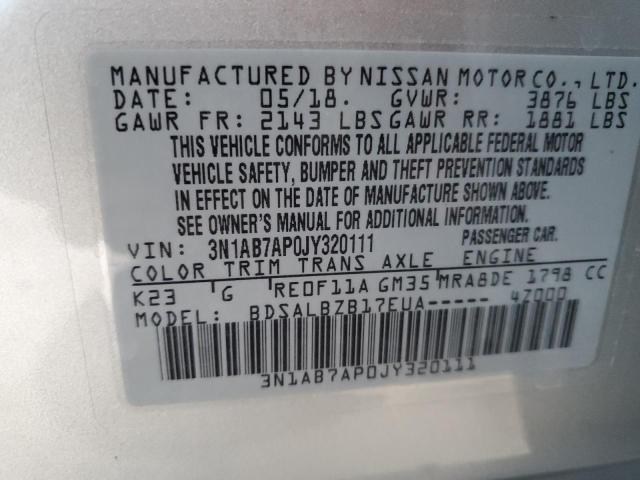 MANUFACTURED BY NISSAN MOTOR CO., LTD.
DATE: 05/18. GVWR: 3876 LBS
GAWR FR: 2143 LBS GAWR RR: 1881 LBS
THIS VEHICLE CONFORMS TO ALL APPLICABLE FEDERAL MOTOR
VEHICLE SAFETY, BUMPER AND THEFT PREVENTION STANDARDS
IN EFFECT ON THE DATE OF MANUFACTURE SHOWN ABOVE.
SEE OWNER'S MANUAL FOR ADDITIONAL INFORMATION.
VIN: 3N1AB7AP0JY320111 PASSENGER CAR.
COLOR TRIM TRANS AXLE ENGINE
K23 G RE0F11A GM35 MRA8DE 1798 CC
MODEL: BDSALBZB17EUA----- 4Z000
3N1AB7AP0JY320111